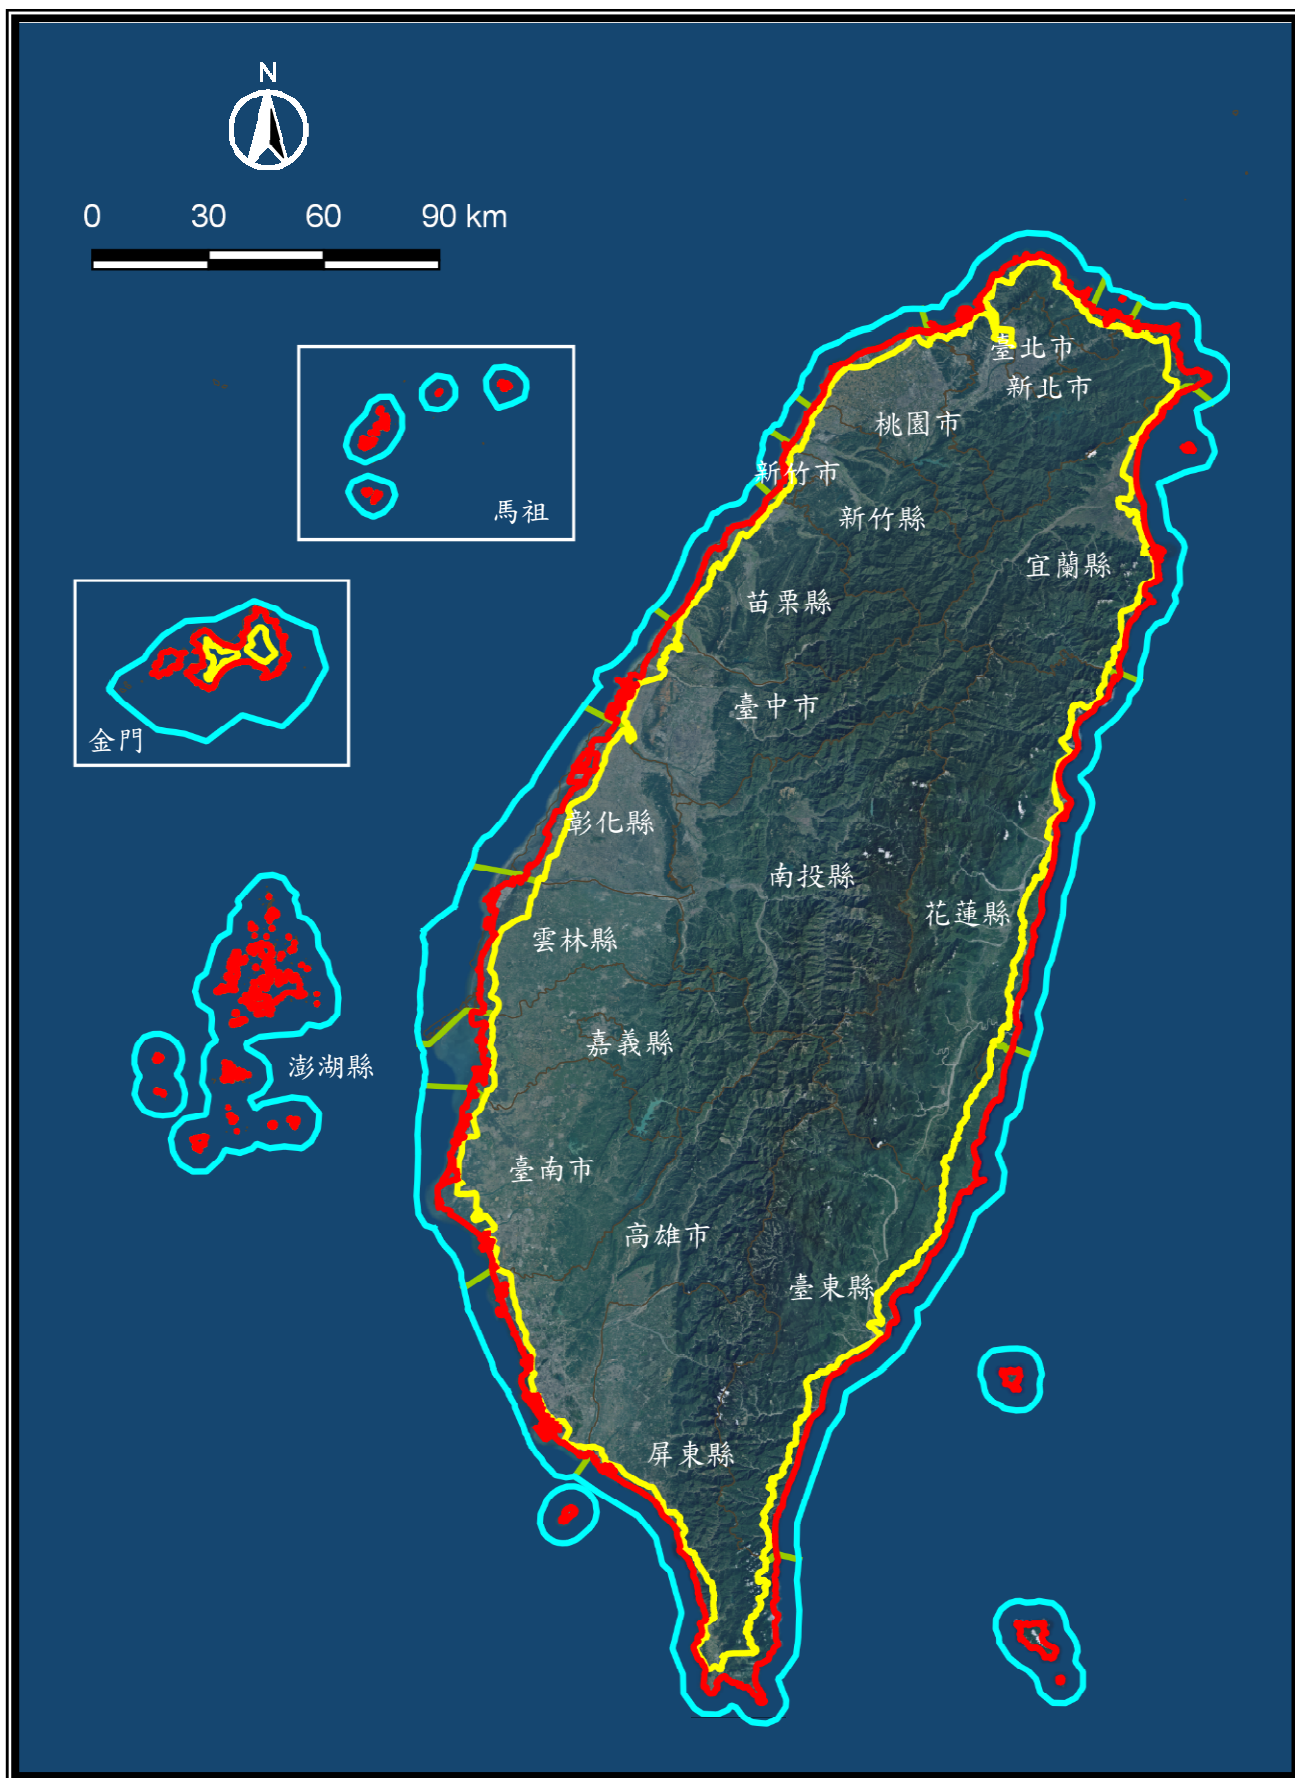 N
0 30 60 90 km
臺北市
新北市
桃園市
新竹市
馬祖
新竹縣
宜蘭縣
苗栗縣
臺中市
金門
彰化縣
南投縣
花蓮縣
雲林縣
嘉義縣
澎湖縣
臺南市
高雄市
臺東縣
屏東縣